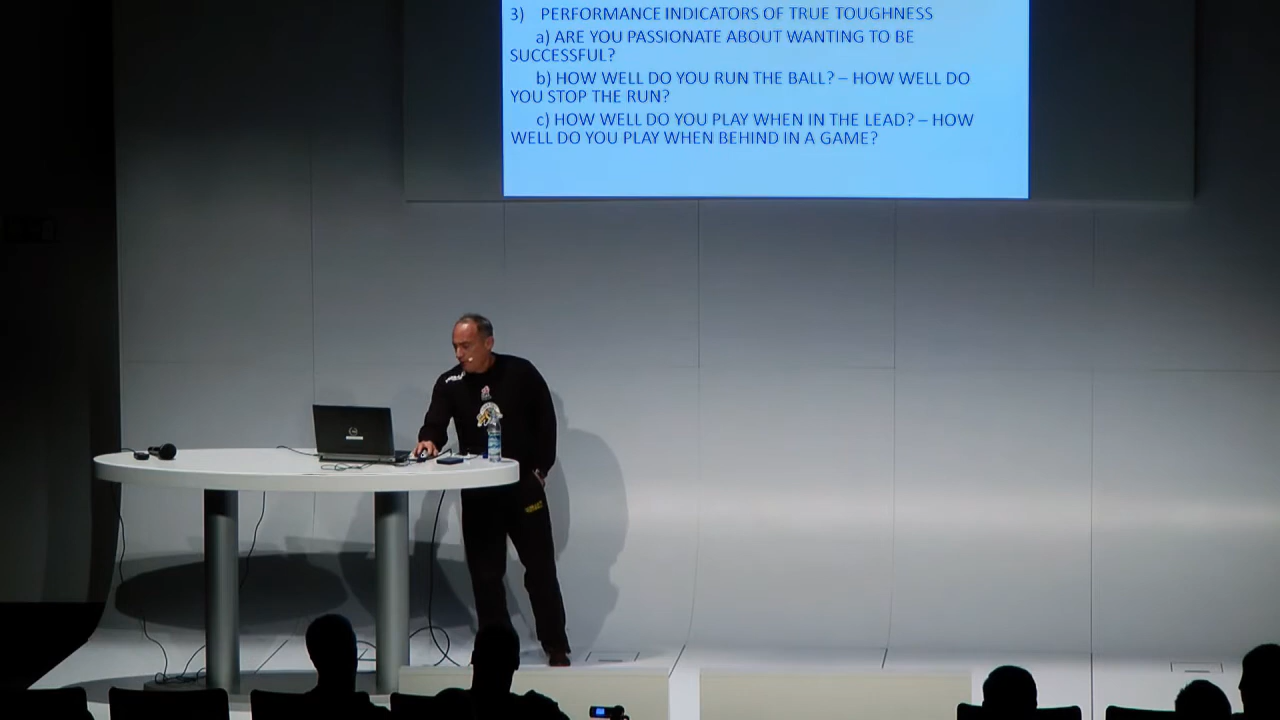 3) PERFORMANCE INDICATORS OF TRUE TOUGHNESS
a) ARE YOU PASSIONATE ABOUT WANTING TO BE
SUCCESSFUL?
b) HOW WELL DO YOU RUN THE BALL? – HOW WELL DO
YOU STOP THE RUN?
c) HOW WELL DO YOU PLAY WHEN IN THE LEAD? – HOW
WELL DO YOU PLAY WHEN BEHIND IN A GAME?